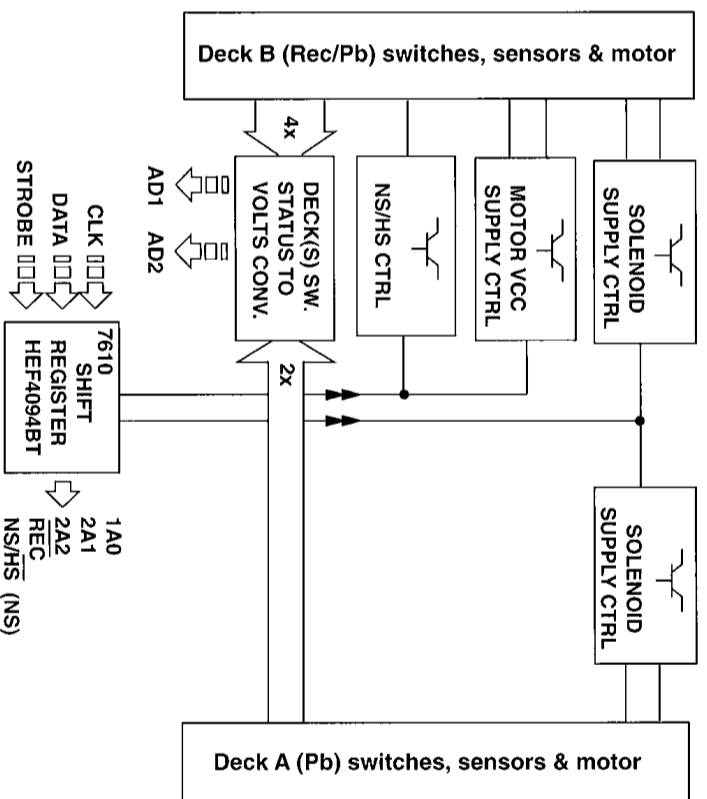 Deck B (Rec/Pb) switches, sensors & motor
4x
DECK(S) SW.
STATUS TO
VOLTS CONV.
NS/HS CTRL
MOTOR VCC
SUPPLY CTRL
SOLENOID
SUPPLY CTRL
AD1
AD2
STROBE
DATA
CLK
7610
SHIFT
REGISTER
HEF4094BT
2x
1A0
2A1
2A2
REC
NS/HS (NS)
SOLENOID
SUPPLY CTRL
Deck A (Pb) switches, sensors & motor